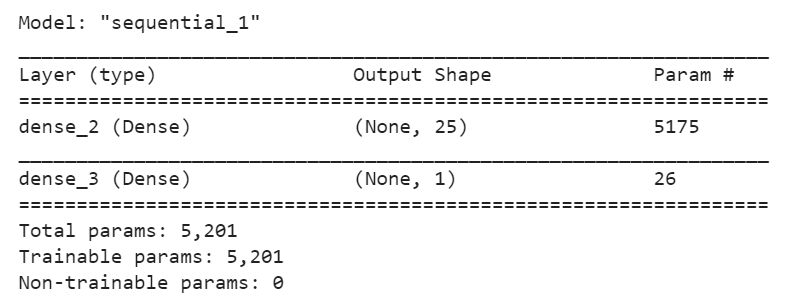 Model: "sequential_1"
_________________________________________________________________
Layer (type)                 Output Shape              Param #
=================================================================
dense_2 (Dense)              (None, 25)                5175
_________________________________________________________________
dense_3 (Dense)              (None, 1)                 26
=================================================================
Total params: 5,201
Trainable params: 5,201
Non-trainable params: 0